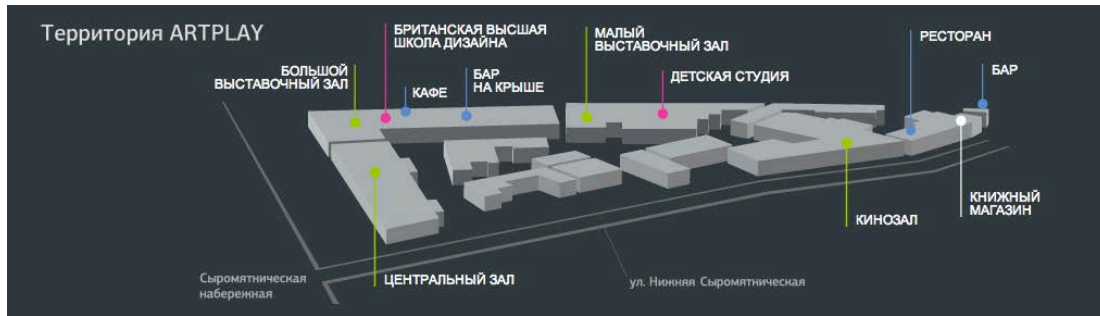 Территория ARTPLAY
БРИТАНСКАЯ ВЫСШАЯ
ШКОЛА ДИЗАЙНА
МАЛЫЙ
ВЫСТАВОЧНЫЙ ЗАЛ
РЕСТОРАН
БОЛЬШОЙ
ВЫСТАВОЧНЫЙ ЗАЛ
КАФЕ
БАР
НА КРЫШЕ
ДЕТСКАЯ СТУДИЯ
БАР
КНИЖНЫЙ
МАГАЗИН
КИНОЗАЛ
Сыромятническая
набережная
ЦЕНТРАЛЬНЫЙ ЗАЛ
ул. Нижняя Сыромятническая